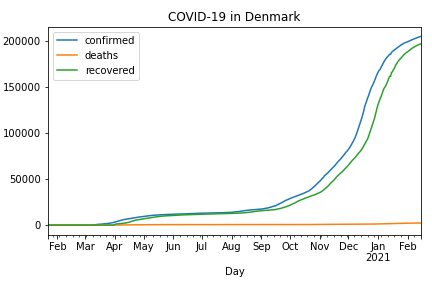 COVID-19 in Denmark
confirmed
deaths
recovered
200000
150000
100000
50000
0
Feb Mar Apr May Jun Jul Aug Sep Oct Nov Dec Jan Feb
2021
Day